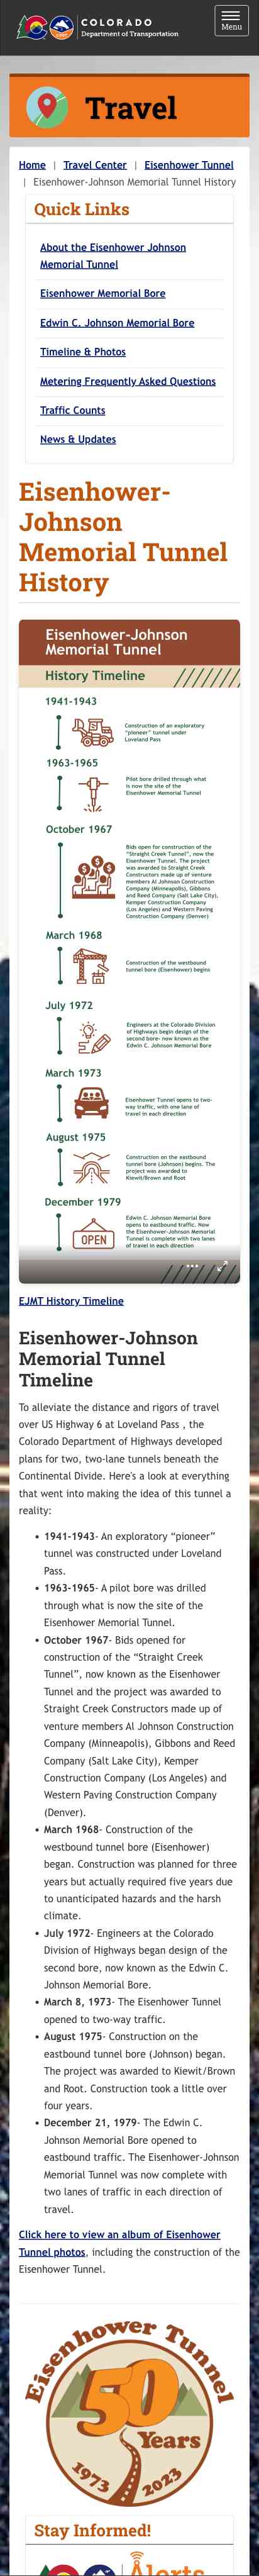 COLORADO
Department of Transportation
Menu
Travel
Home | Travel Center | Eisenhower Tunnel
| Eisenhower-Johnson Memorial Tunnel History
Quick Links
About the Eisenhower Johnson
Memorial Tunnel
Eisenhower Memorial Bore
Edwin C. Johnson Memorial Bore
Timeline & Photos
Metering Frequently Asked Questions
Traffic Counts
News & Updates
Eisenhower-
Johnson
Memorial Tunnel
History
Eisenhower-Johnson
Memorial Tunnel
History Timeline
1941-1943
Construction of an exploratory
"pioneer" tunnel under
Loveland Pass
1963-1965
Pilot bore drilled through what
is now the site of the
Eisenhower Memorial Tunnel
October 1967
Bids open for construction of the
"Straight Creek Tunnel", now the
Eisenhower Tunnel. The project
was awarded to Straight Creek
Constructors made up of venture
members Al Johnson Construction
Company (Minneapolis), Gibbons
and Reed Company (Salt Lake City),
Kemper Construction Company
(Los Angeles) and Western Paving
Construction Company (Denver)
March 1968
Construction of the westbound
tunnel bore (Eisenhower) begins
July 1972
Engineers at the Colorado Division
of Highways begin design of the
second bore- now known as the
Edwin C. Johnson Memorial Bore
March 1973
Eisenhower Tunnel opens to two-
way traffic, with one lane of
travel in each direction
August 1975
Construction on the eastbound
tunnel bore (Johnson) begins. The
project was awarded to
Kiewit/Brown and Root
December 1979
OPEN
Edwin C. Johnson Memorial Bore
opens to eastbound traffic. Now
the Eisenhower-Johnson Memorial
Tunnel is complete with two lanes
of travel in each direction
EJMT History Timeline
Eisenhower-Johnson
Memorial Tunnel
Timeline
To alleviate the distance and rigors of travel
over US Highway 6 at Loveland Pass , the
Colorado Department of Highways developed
plans for two, two-lane tunnels beneath the
Continental Divide. Here's a look at everything
that went into making the idea of this tunnel a
reality:
• 1941-1943- An exploratory “pioneer”
tunnel was constructed under Loveland
Pass.
• 1963-1965- A pilot bore was drilled
through what is now the site of the
Eisenhower Memorial Tunnel.
• October 1967- Bids opened for
construction of the “Straight Creek
Tunnel”, now known as the Eisenhower
Tunnel and the project was awarded to
Straight Creek Constructors made up of
venture members Al Johnson Construction
Company (Minneapolis), Gibbons and Reed
Company (Salt Lake City), Kemper
Construction Company (Los Angeles) and
Western Paving Construction Company
(Denver).
• March 1968- Construction of the
westbound tunnel bore (Eisenhower)
began. Construction was planned for three
years but actually required five years due
to unanticipated hazards and the harsh
climate.
• July 1972- Engineers at the Colorado
Division of Highways began design of the
second bore, now known as the Edwin C.
Johnson Memorial Bore.
• March 8, 1973- The Eisenhower Tunnel
opened to two-way traffic.
• August 1975- Construction on the
eastbound tunnel bore (Johnson) began.
The project was awarded to Kiewit/Brown
and Root. Construction took a little over
four years.
• December 21, 1979- The Edwin C.
Johnson Memorial Bore opened to
eastbound traffic. The Eisenhower-Johnson
Memorial Tunnel was now complete with
two lanes of traffic in each direction of
travel.
Click here to view an album of Eisenhower
Tunnel photos, including the construction of the
Eisenhower Tunnel.
Eisenhower Tunnel
50
Years
1973 2023
Stay Informed!
Alerts